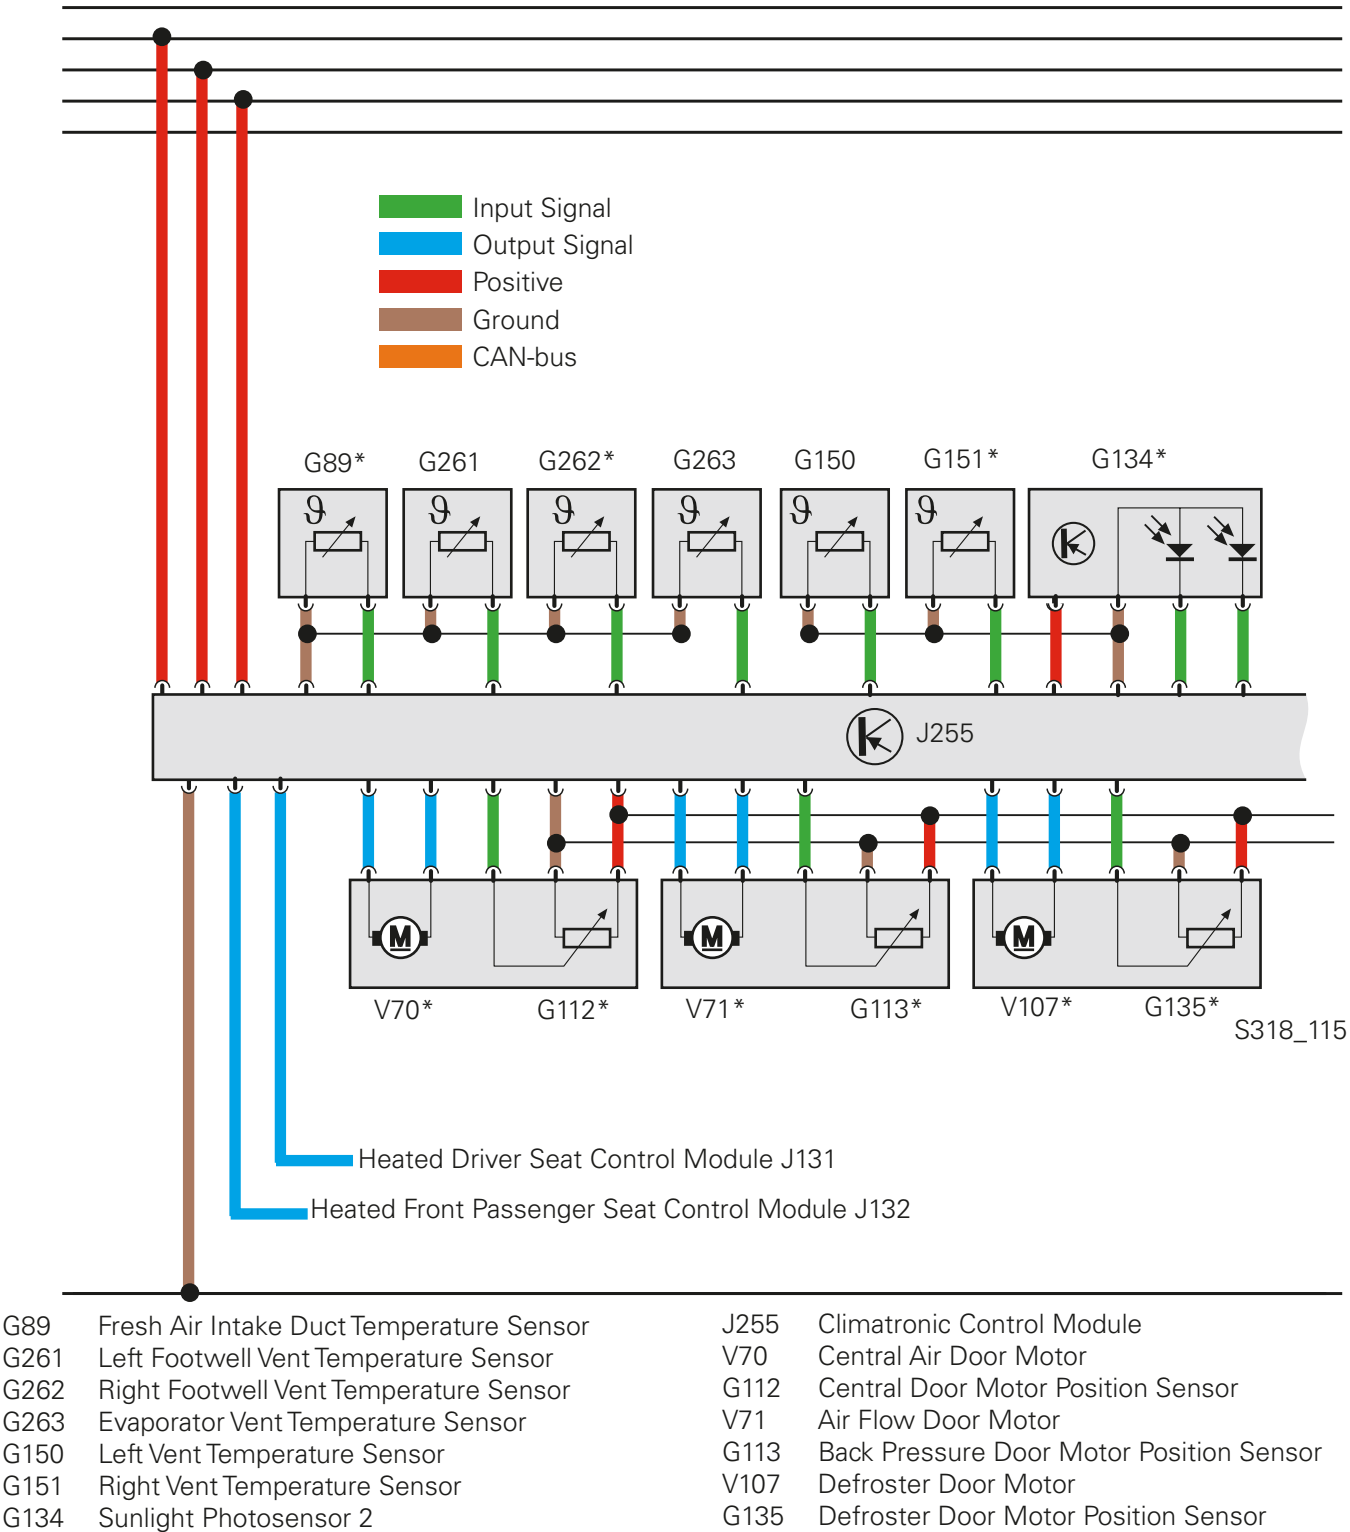 Input Signal
Output Signal
Positive
Ground
CAN-bus
G89* G261 G262* G263 G150 G151* G134*
ϑ ϑ ϑ ϑ ϑ ϑ
J255
M M M
V70* G112* V71* G113* V107* G135*
S318_115
Heated Driver Seat Control Module J131
Heated Front Passenger Seat Control Module J132
G89 Fresh Air Intake Duct Temperature Sensor
G261 Left Footwell Vent Temperature Sensor
G262 Right Footwell Vent Temperature Sensor
G263 Evaporator Vent Temperature Sensor
G150 Left Vent Temperature Sensor
G151 Right Vent Temperature Sensor
G134 Sunlight Photosensor 2
J255 Climatronic Control Module
V70 Central Air Door Motor
G112 Central Door Motor Position Sensor
V71 Air Flow Door Motor
G113 Back Pressure Door Motor Position Sensor
V107 Defroster Door Motor
G135 Defroster Door Motor Position Sensor